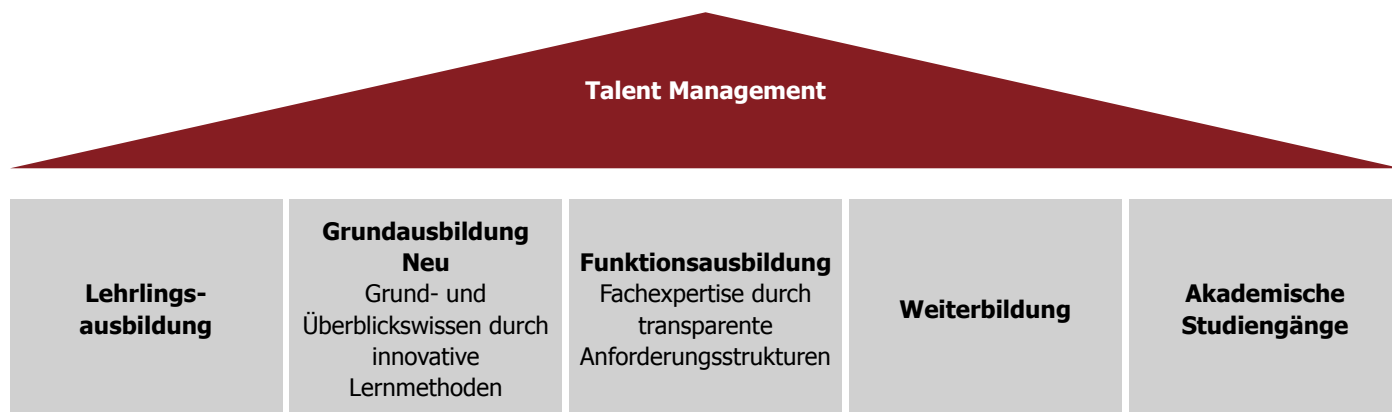 Talent Management
Lehrlings-
ausbildung
Grundausbildung
Neu
Grund- und
Überblickswissen durch
innovative
Lernmethoden
Funktionsausbildung
Fachexpertise durch
transparente
Anforderungsstrukturen
Weiterbildung
Akademische
Studiengänge